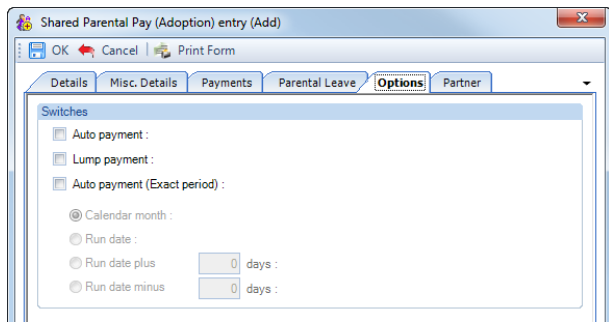 Shared Parental Pay (Adoption) entry (Add)
OK Cancel Print Form
Details Misc. Details Payments Parental Leave Options Partner
Switches
Auto payment :
Lump payment :
Auto payment (Exact period) :
Calendar month :
Run date :
Run date plus 0 days :
Run date minus 0 days :